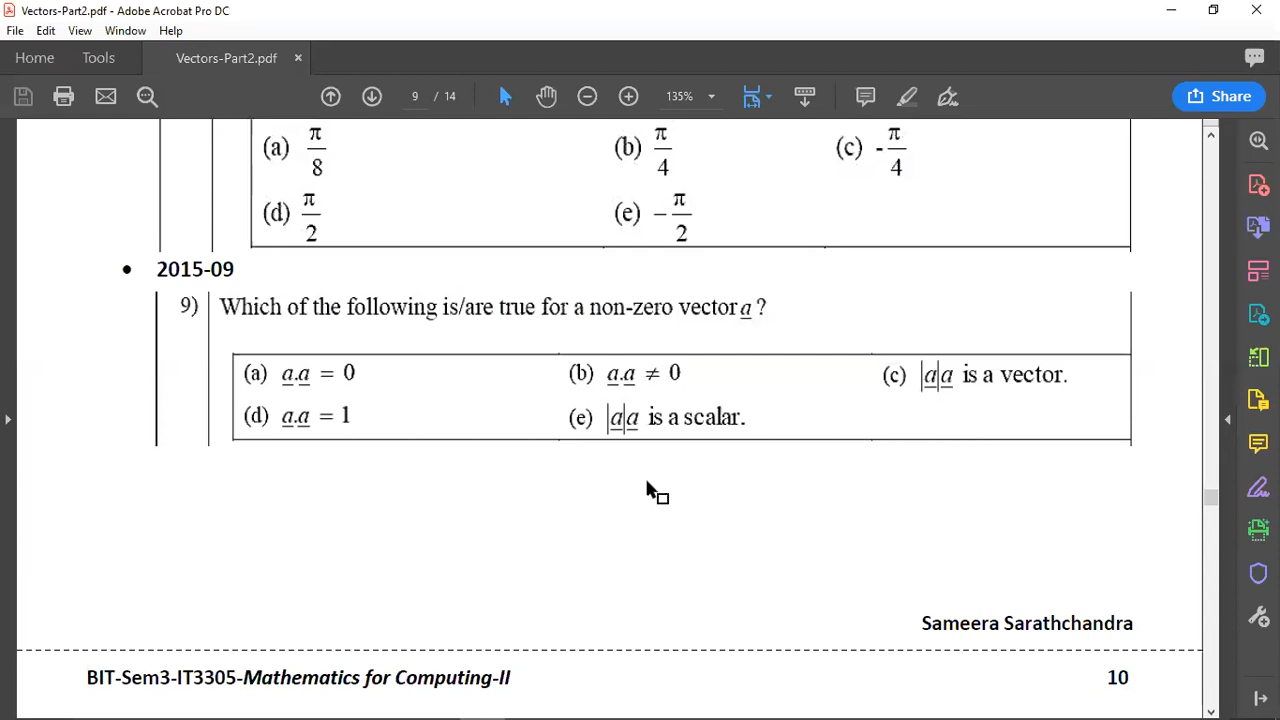 Vectors-Part2.pdf - Adobe Acrobat Pro DC
File Edit View Window Help
Home Tools Vectors-Part2.pdf ×
9 / 14 135% Share
(a) π/8 (b) π/4 (c) -π/4
(d) π/2 (e) −π/2
• 2015-09
9) Which of the following is/are true for a non-zero vector a ?
(a) a.a = 0 (b) a.a ≠ 0 (c) |a|a is a vector.
(d) a.a = 1 (e) |a|a is a scalar.
Sameera Sarathchandra
BIT-Sem3-IT3305-Mathematics for Computing-II 10